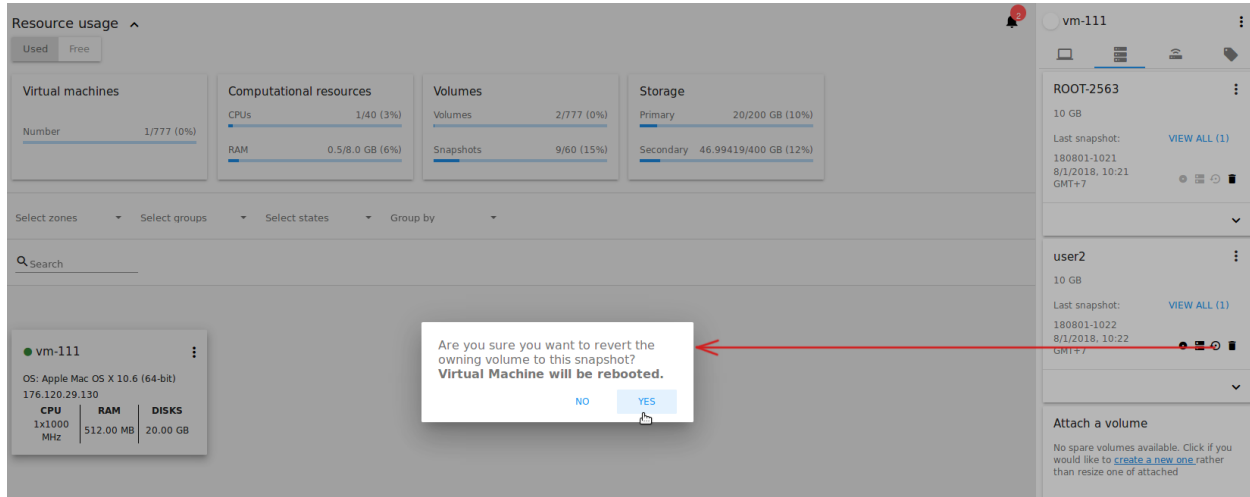 Resource usage
2
Used Free
Virtual machines
Number 1/777 (0%)
Computational resources
CPUs 1/40 (3%)
RAM 0.5/8.0 GB (6%)
Volumes
Volumes 2/777 (0%)
Snapshots 9/60 (15%)
Storage
Primary 20/200 GB (10%)
Secondary 46.99419/400 GB (12%)
Select zones Select groups Select states Group by
Search
vm-111
OS: Apple Mac OS X 10.6 (64-bit)
176.120.29.130
CPU RAM DISKS
1x1000
MHz
512.00 MB 20.00 GB
Are you sure you want to revert the
owning volume to this snapshot?
Virtual Machine will be rebooted.
NO YES
vm-111
ROOT-2563
10 GB
Last snapshot: VIEW ALL (1)
180801-1021
8/1/2018, 10:21
GMT+7
user2
10 GB
Last snapshot: VIEW ALL (1)
180801-1022
8/1/2018, 10:22
GMT+7
Attach a volume
No spare volumes available. Click if you
would like to create a new one rather
than resize one of attached